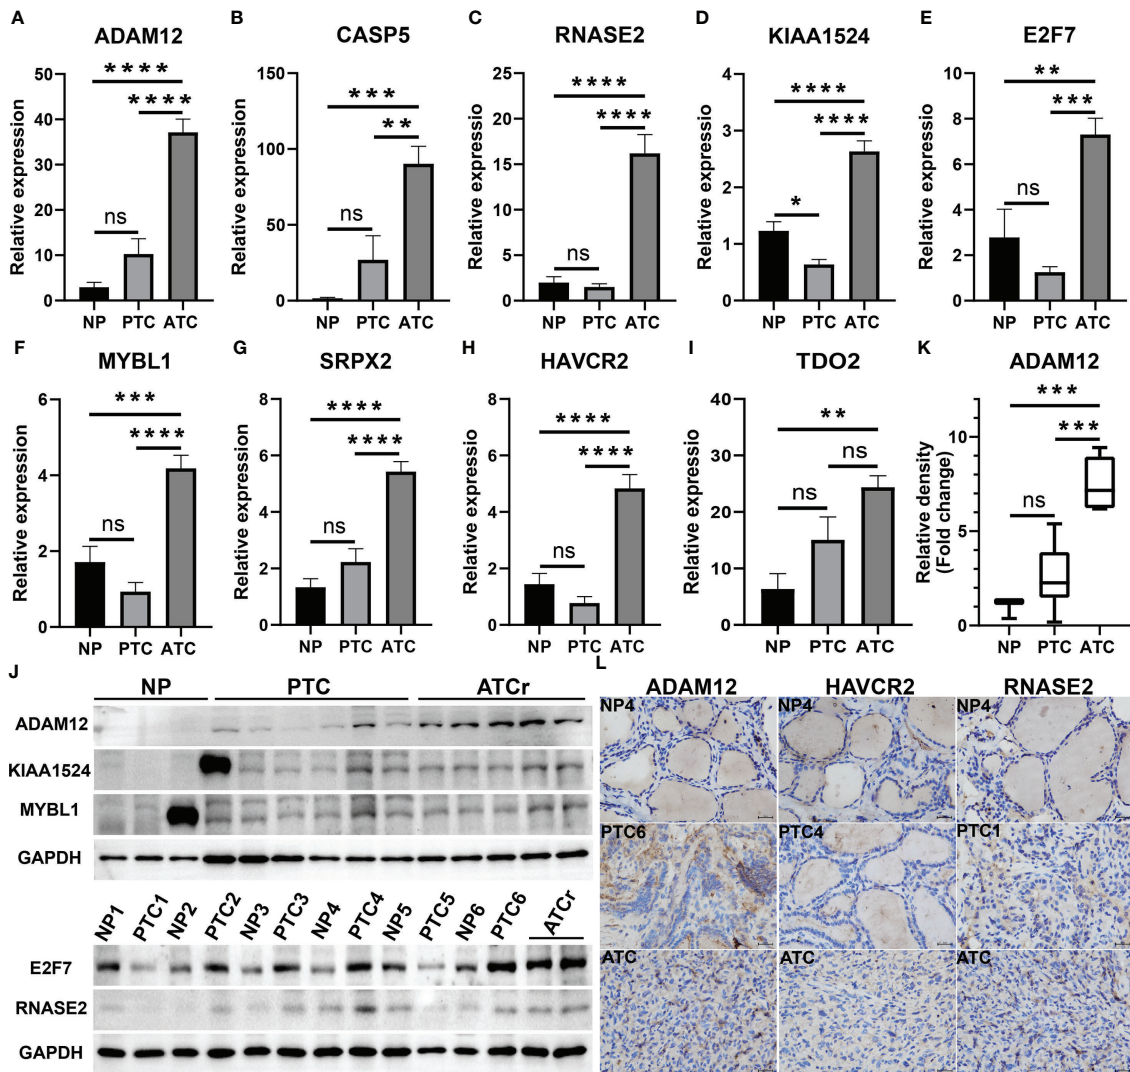 A
ADAM12
Relative expression
50
40
30
20
10
0
****
****
ns
NP PTC ATC
B
CASP5
Relative expression
150
100
50
0
***
**
ns
NP PTC ATC
C
RNASE2
Relative expressio
25
20
15
10
5
0
****
****
ns
NP PTC ATC
D
KIAA1524
Relative expressio
4
3
2
1
0
****
****
*
NP PTC ATC
E
E2F7
Relative expressio
10
8
6
4
2
0
**
***
ns
NP PTC ATC
F
MYBL1
Relative expression
6
4
2
0
***
****
ns
NP PTC ATC
G
SRPX2
Relative expression
8
6
4
2
0
****
****
ns
NP PTC ATC
H
HAVCR2
Relative expressio
8
6
4
2
0
****
****
ns
NP PTC ATC
I
TDO2
Relative expressio
40
30
20
10
0
**
ns
ns
NP PTC ATC
K
ADAM12
Relative density
(Fold change)
10
5
0
***
***
ns
NP PTC ATC
J
NP PTC ATCr
ADAM12
KIAA1524
MYBL1
GAPDH
NP1 PTC1 NP2 PTC2 NP3 PTC3 NP4 PTC4 NP5 PTC5 NP6 PTC6 ATCr
E2F7
RNASE2
GAPDH
L
ADAM12 HAVCR2 RNASE2
NP4 NP4 NP4
PTC6 PTC4 PTC1
ATC ATC ATC